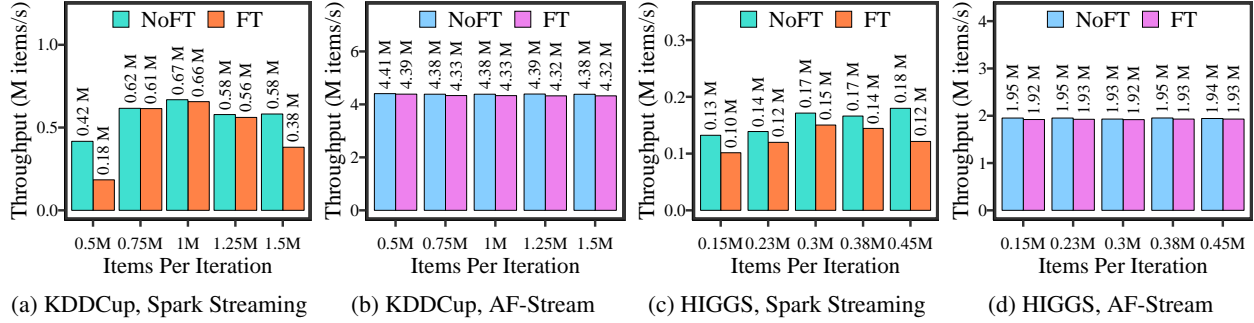 Throughput (M items/s)
NoFT FT
1.0
0.5
0.0
0.42 M 0.18 M 0.62 M 0.61 M 0.67 M 0.66 M 0.58 M 0.56 M 0.58 M 0.38 M
0.5M 0.75M 1M 1.25M 1.5M
Items Per Iteration
(a) KDDCup, Spark Streaming
Throughput (M items/s)
NoFT FT
6
4
2
0
4.41 M 4.39 M 4.38 M 4.33 M 4.38 M 4.33 M 4.39 M 4.32 M 4.38 M 4.32 M
0.5M 0.75M 1M 1.25M 1.5M
Items Per Iteration
(b) KDDCup, AF-Stream
Throughput (M items/s)
NoFT FT
0.3
0.2
0.1
0.0
0.13 M 0.10 M 0.14 M 0.12 M 0.17 M 0.15 M 0.17 M 0.14 M 0.18 M 0.12 M
0.15M 0.23M 0.3M 0.38M 0.45M
Items Per Iteration
(c) HIGGS, Spark Streaming
Throughput (M items/s)
NoFT FT
4
3
2
1
0
1.95 M 1.92 M 1.95 M 1.93 M 1.93 M 1.92 M 1.95 M 1.93 M 1.94 M 1.93 M
0.15M 0.23M 0.3M 0.38M 0.45M
Items Per Iteration
(d) HIGGS, AF-Stream